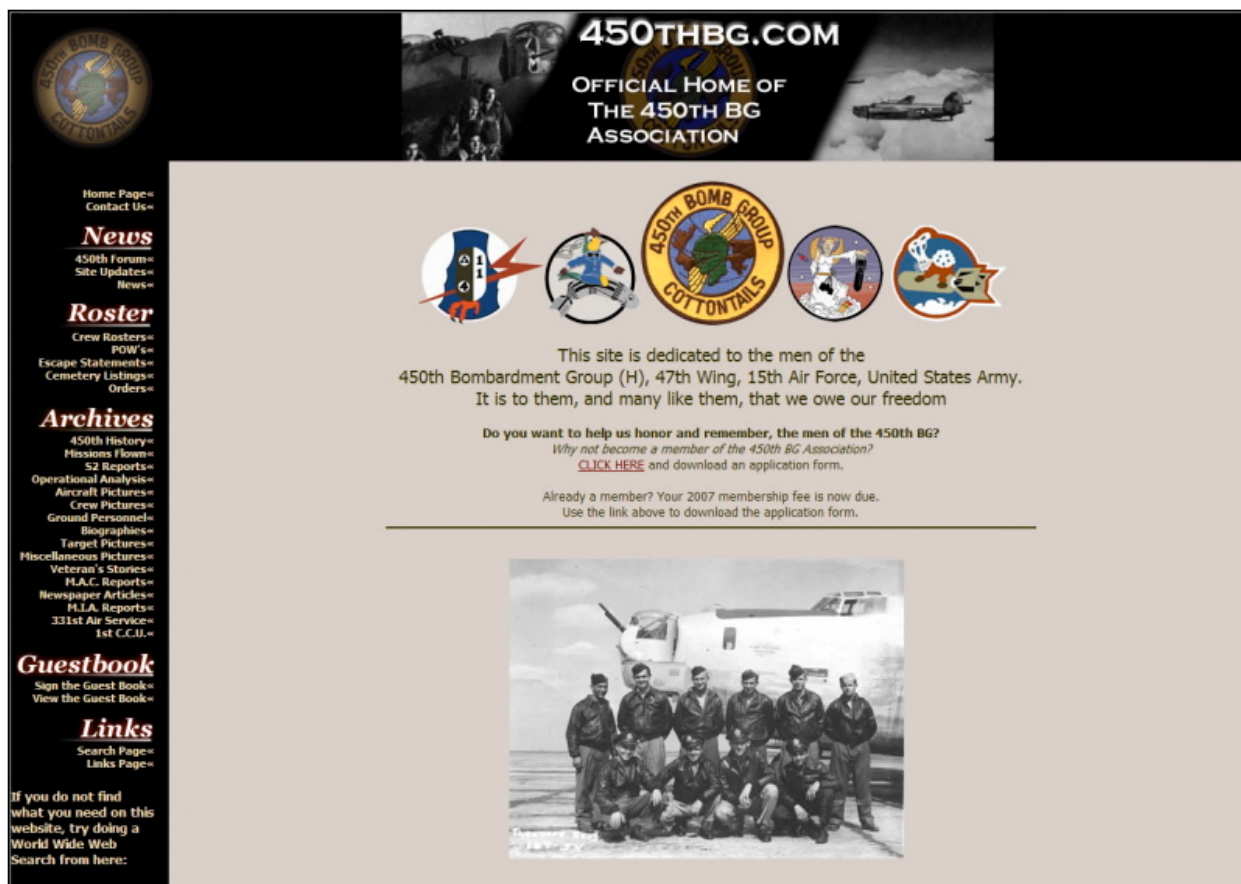 450TH BOMB GROUP
COTTONTAILS
450THBG.COM
OFFICIAL HOME OF
THE 450TH BG
ASSOCIATION
Home Page«
Contact Us«
News
450th Forum«
Site Updates«
News«
Roster
Crew Rosters«
POW's«
Escape Statements«
Cemetery Listings«
Orders«
Archives
450th History«
Missions Flown«
S2 Reports«
Operational Analysis«
Aircraft Pictures«
Crew Pictures«
Ground Personnel«
Biographies«
Target Pictures«
Miscellaneous Pictures«
Veteran's Stories«
M.A.C. Reports«
Newspaper Articles«
M.I.A. Reports«
331st Air Service«
1st C.C.U.«
Guestbook
Sign the Guest Book«
View the Guest Book«
Links
Search Page«
Links Page«
If you do not find
what you need on this
website, try doing a
World Wide Web
Search from here:
450TH BOMB GROUP
COTTONTAILS
11
4
This site is dedicated to the men of the
450th Bombardment Group (H), 47th Wing, 15th Air Force, United States Army.
It is to them, and many like them, that we owe our freedom
Do you want to help us honor and remember, the men of the 450th BG?
Why not become a member of the 450th BG Association?
CLICK HERE and download an application form.
Already a member? Your 2007 membership fee is now due.
Use the link above to download the application form.